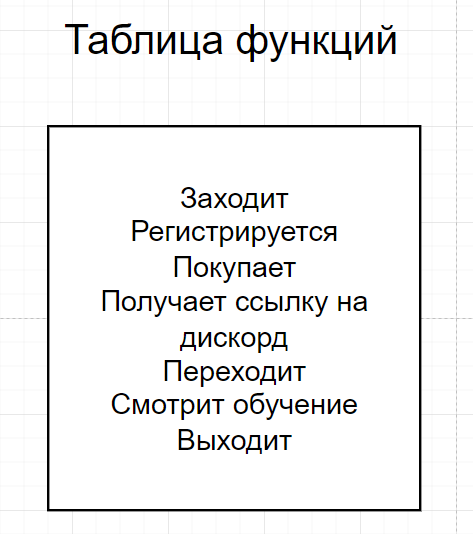 Таблица функций
Заходит
Регистрируется
Покупает
Получает ссылку на
дискорд
Переходит
Смотрит обучение
Выходит